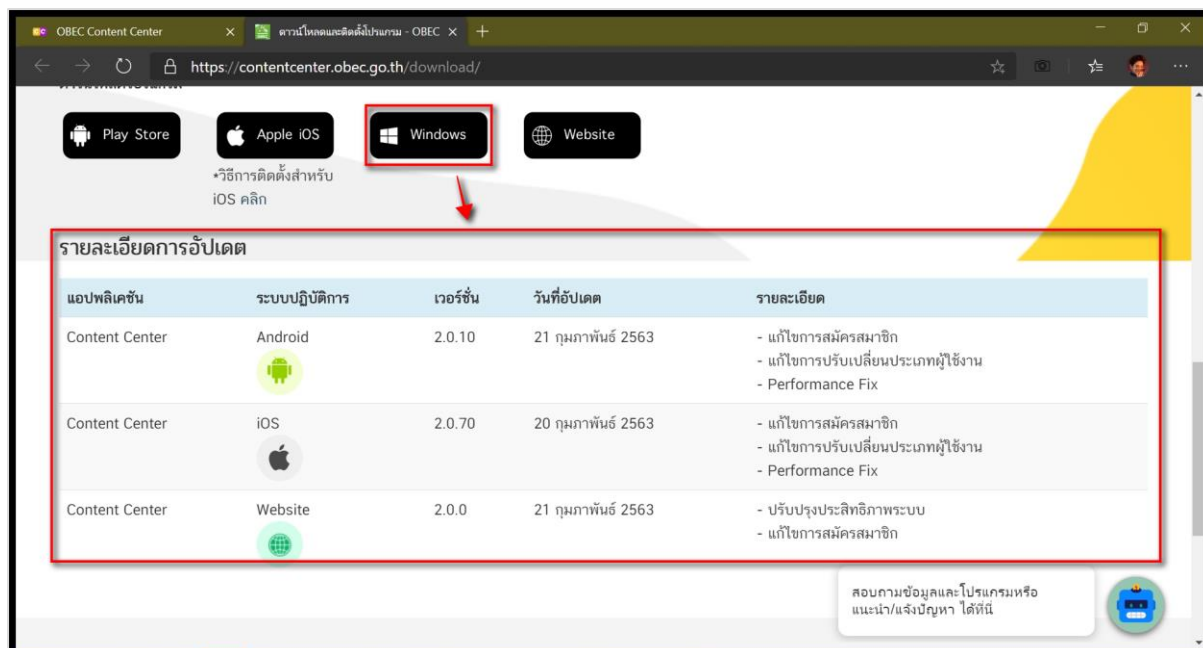 OBEC Content Center
ดาวน์โหลดและติดตั้งโปรแกรม - OBEC
https://contentcenter.obec.go.th/download/
Play Store
Apple iOS
Windows
Website
*วิธีการติดตั้งสำหรับ
iOS คลิก
รายละเอียดการอัปเดต
แอปพลิเคชัน ระบบปฏิบัติการ เวอร์ชั่น วันที่อัปเดต รายละเอียด
Content Center Android 2.0.10 21 กุมภาพันธ์ 2563 - แก้ไขการสมัครสมาชิก
- แก้ไขการปรับเปลี่ยนประเภทผู้ใช้งาน
- Performance Fix
Content Center iOS 2.0.70 20 กุมภาพันธ์ 2563 - แก้ไขการสมัครสมาชิก
- แก้ไขการปรับเปลี่ยนประเภทผู้ใช้งาน
- Performance Fix
Content Center Website 2.0.0 21 กุมภาพันธ์ 2563 - ปรับปรุงประสิทธิภาพระบบ
- แก้ไขการสมัครสมาชิก
สอบถามข้อมูลและโปรแกรมหรือ
แนะนำ/แจ้งปัญหา ได้ที่นี่